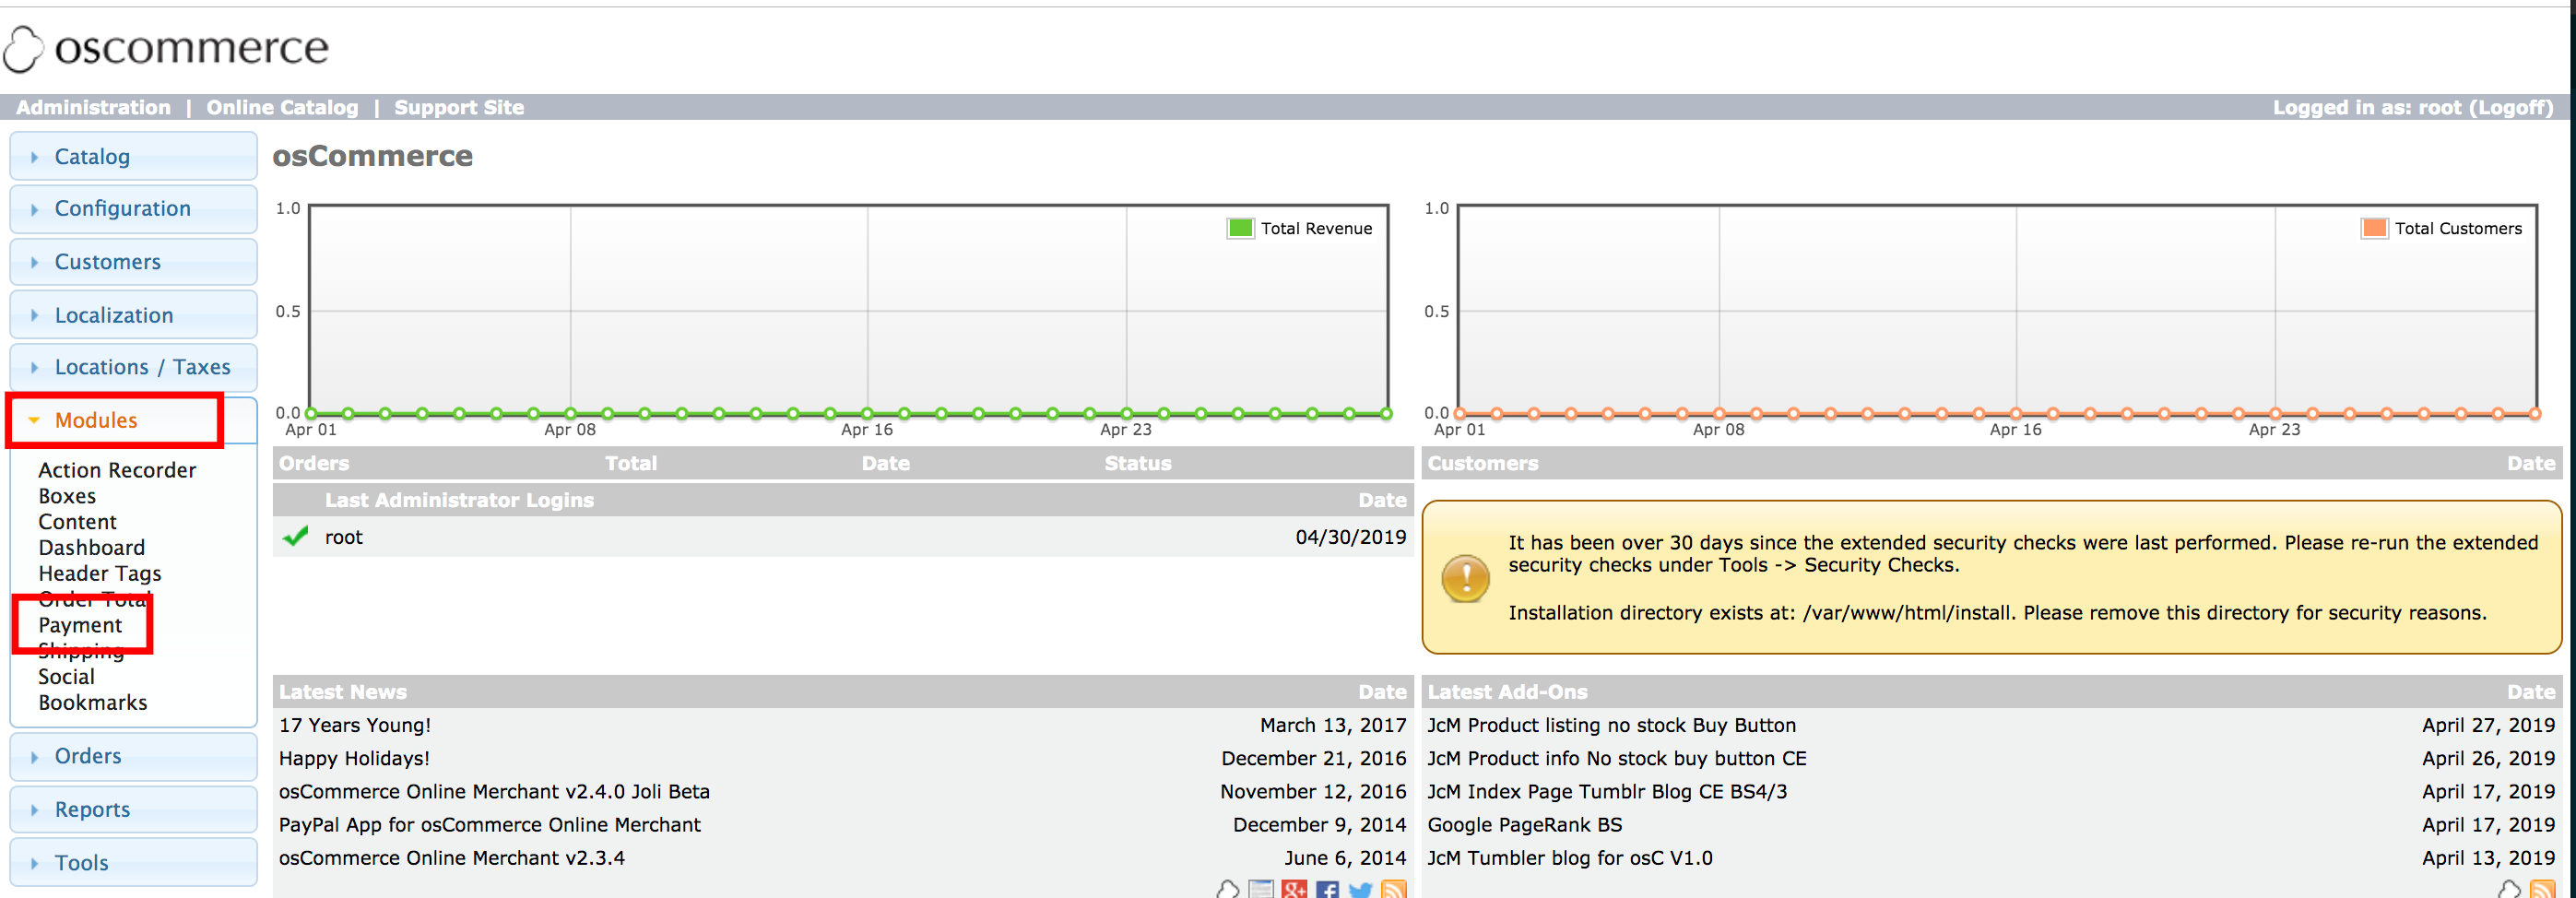 oscommerce
Administration | Online Catalog | Support Site
Logged in as: root (Logoff)
Catalog
Configuration
Customers
Localization
Locations / Taxes
Modules
Action Recorder
Boxes
Content
Dashboard
Header Tags
Order Total
Payment
Shipping
Social
Bookmarks
Orders
Reports
Tools
osCommerce
1.0
0.5
0.0
Total Revenue
Apr 01 Apr 08 Apr 16 Apr 23
1.0
0.5
0.0
Total Customers
Apr 01 Apr 08 Apr 16 Apr 23
Orders Total Date Status
Customers Date
Last Administrator Logins Date
root 04/30/2019
It has been over 30 days since the extended security checks were last performed. Please re-run the extended
security checks under Tools -> Security Checks.
Installation directory exists at: /var/www/html/install. Please remove this directory for security reasons.
Latest News Date
17 Years Young! March 13, 2017
Happy Holidays! December 21, 2016
osCommerce Online Merchant v2.4.0 Joli Beta November 12, 2016
PayPal App for osCommerce Online Merchant December 9, 2014
osCommerce Online Merchant v2.3.4 June 6, 2014
Latest Add-Ons Date
JcM Product listing no stock Buy Button April 27, 2019
JcM Product info No stock buy button CE April 26, 2019
JcM Index Page Tumblr Blog CE BS4/3 April 17, 2019
Google PageRank BS April 17, 2019
JcM Tumbler blog for osC V1.0 April 13, 2019